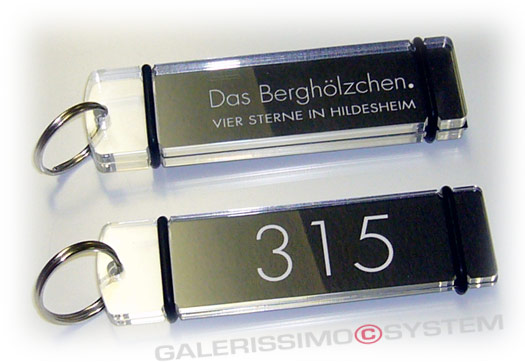 Das Berghölzchen.
VIER STERNE IN HILDESHEIM
315
GALERISSIMO©SYSTEM